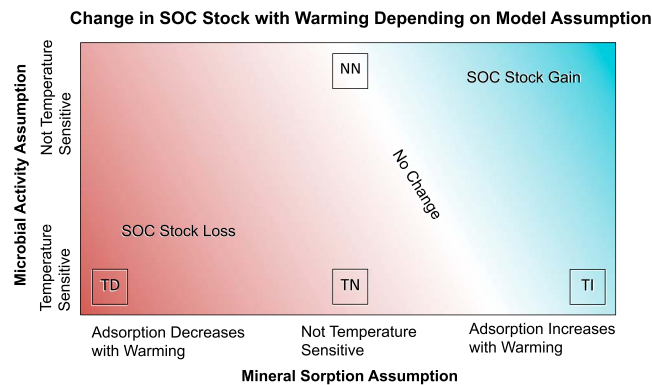 Change in SOC Stock with Warming Depending on Model Assumption
Microbial Activity Assumption
Not Temperature
Sensitive
Temperature
Sensitive
NN
SOC Stock Gain
No Change
SOC Stock Loss
TD
TN
TI
Adsorption Decreases
with Warming
Not Temperature
Sensitive
Adsorption Increases
with Warming
Mineral Sorption Assumption